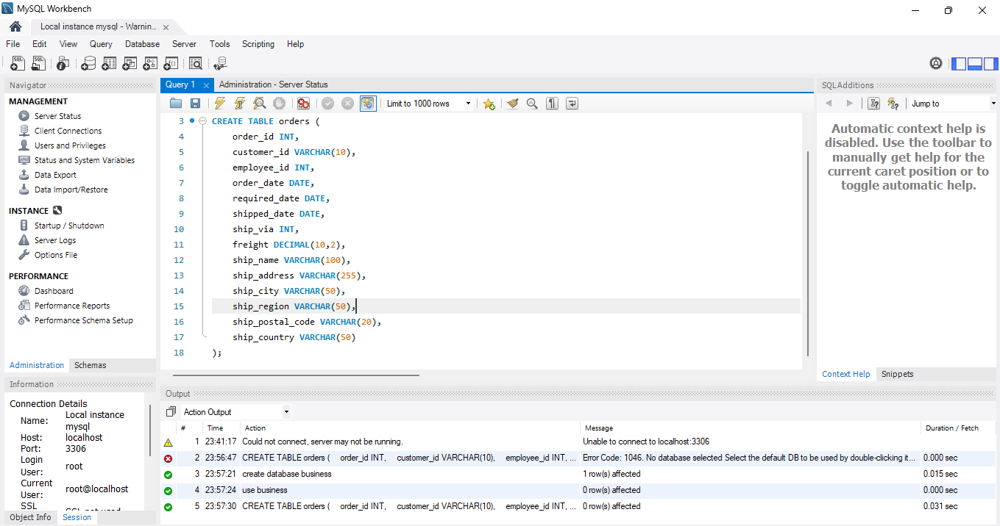 MySQL Workbench
Local instance mysql - Warnin...
File Edit View Query Database Server Tools Scripting Help
Navigator
MANAGEMENT
Server Status
Client Connections
Users and Privileges
Status and System Variables
Data Export
Data Import/Restore
INSTANCE
Startup / Shutdown
Server Logs
Options File
PERFORMANCE
Dashboard
Performance Reports
Performance Schema Setup
Administration Schemas
Information
Connection Details
Name: Local instance mysql
Host: localhost
Port: 3306
Login User: root
Current User: root@localhost
SSL
Object Info Session
Query 1 Administration - Server Status
Limit to 1000 rows
3 CREATE TABLE orders (
4 order_id INT,
5 customer_id VARCHAR(10),
6 employee_id INT,
7 order_date DATE,
8 required_date DATE,
9 shipped_date DATE,
10 ship_via INT,
11 freight DECIMAL(10,2),
12 ship_name VARCHAR(100),
13 ship_address VARCHAR(255),
14 ship_city VARCHAR(50),
15 ship_region VARCHAR(50),
16 ship_postal_code VARCHAR(20),
17 ship_country VARCHAR(50)
18 );
SQLAdditions
Jump to
Automatic context help is
disabled. Use the toolbar to
manually get help for the
current caret position or to
toggle automatic help.
Context Help Snippets
Output
Action Output
# Time Action Message Duration / Fetch
1 23:41:17 Could not connect, server may not be running. Unable to connect to localhost:3306
2 23:56:47 CREATE TABLE orders ( order_id INT, customer_id VARCHAR(10), employee_id INT, ... Error Code: 1046. No database selected Select the default DB to be used by double-clicking it... 0.000 sec
3 23:57:21 create database business 1 row(s) affected 0.015 sec
4 23:57:24 use business 0 row(s) affected 0.000 sec
5 23:57:30 CREATE TABLE orders ( order_id INT, customer_id VARCHAR(10), employee_id INT, ... 0 row(s) affected 0.031 sec